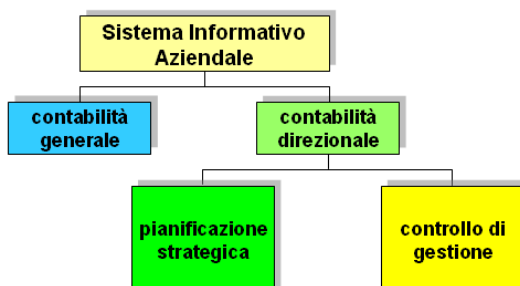 Sistema Informativo
Aziendale
contabilità
generale
contabilità
direzionale
pianificazione
strategica
controllo di
gestione